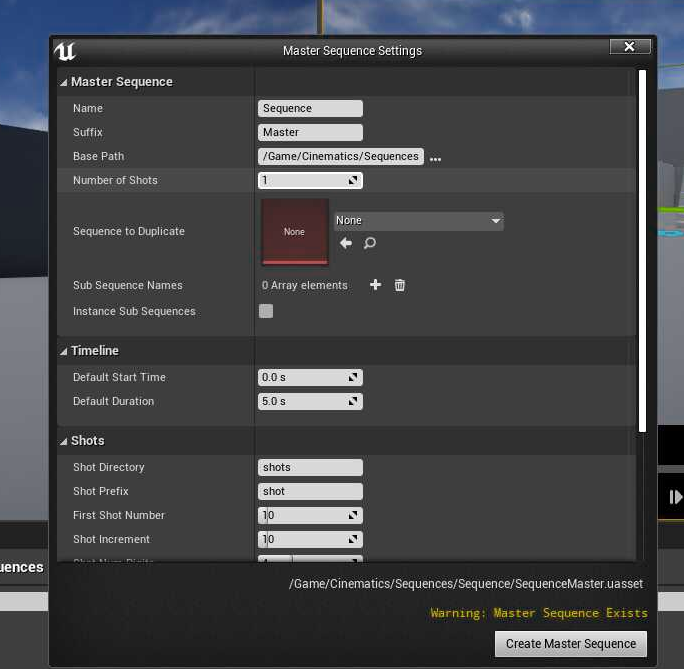 Master Sequence Settings
Master Sequence
Name Sequence
Suffix Master
Base Path /Game/Cinematics/Sequences ...
Number of Shots 1
Sequence to Duplicate None None
Sub Sequence Names 0 Array elements
Instance Sub Sequences
Timeline
Default Start Time 0.0 s
Default Duration 5.0 s
Shots
Shot Directory shots
Shot Prefix shot
First Shot Number 10
Shot Increment 10
Shot Num Digits
uences
/Game/Cinematics/Sequences/Sequence/SequenceMaster.uasset
Warning: Master Sequence Exists
Create Master Sequence